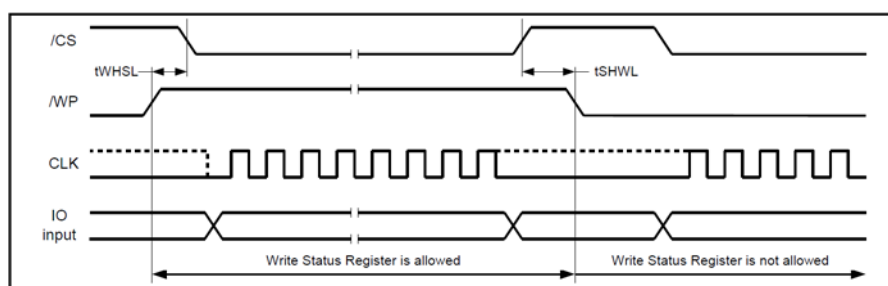 /CS
tWHSL
tSHWL
/WP
CLK
IO
input
Write Status Register is allowed
Write Status Register is not allowed